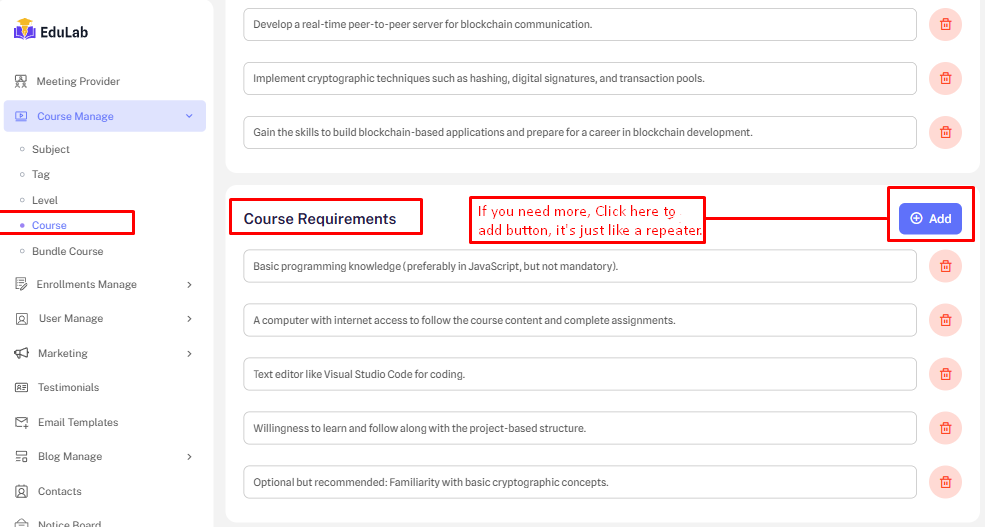 EduLab
Meeting Provider
Course Manage
Subject
Tag
Level
Course
Bundle Course
Enrollments Manage
User Manage
Marketing
Testimonials
Email Templates
Blog Manage
Contacts
Notice Board
Develop a real-time peer-to-peer server for blockchain communication.
Implement cryptographic techniques such as hashing, digital signatures, and transaction pools.
Gain the skills to build blockchain-based applications and prepare for a career in blockchain development.
Course Requirements
If you need more, Click here to
add button, it's just like a repeater.
Add
Basic programming knowledge (preferably in JavaScript, but not mandatory).
A computer with internet access to follow the course content and complete assignments.
Text editor like Visual Studio Code for coding.
Willingness to learn and follow along with the project-based structure.
Optional but recommended: Familiarity with basic cryptographic concepts.